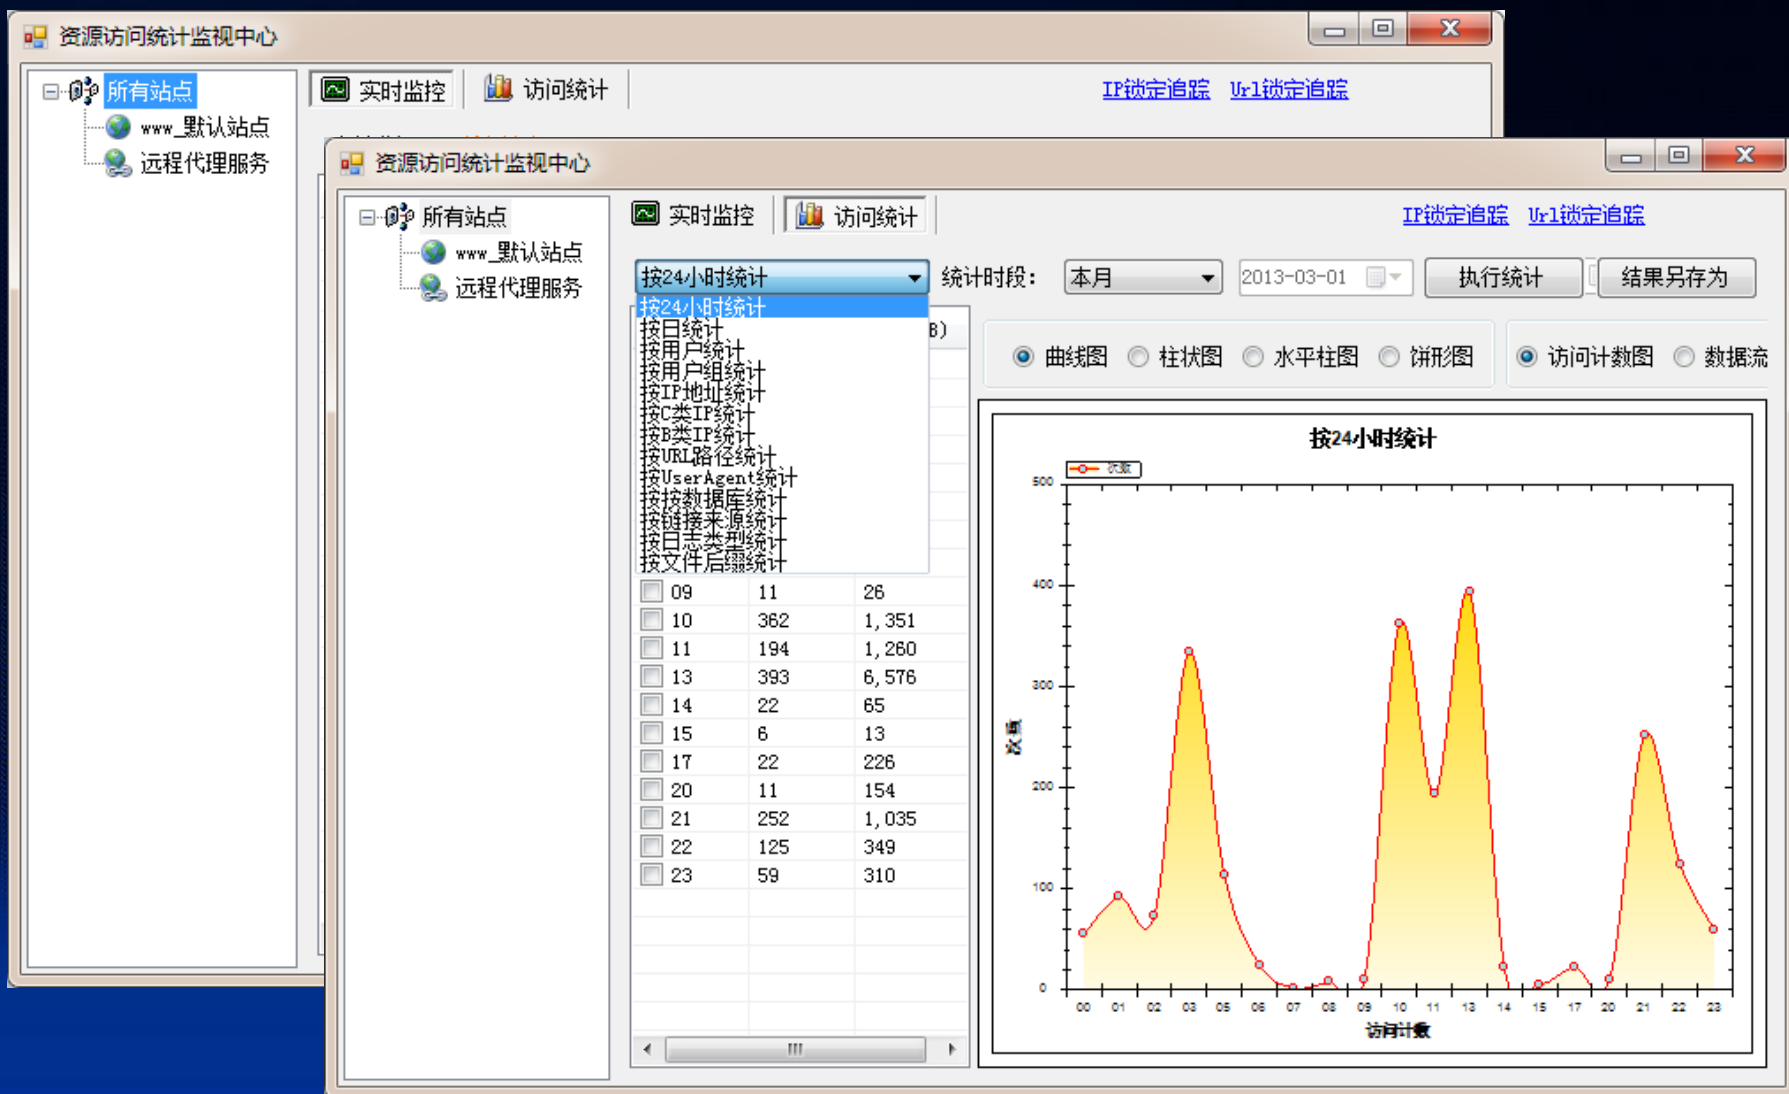 资源访问统计监视中心
所有站点
www_默认站点
远程代理服务
实时监控 访问统计 IP锁定追踪 Url锁定追踪
资源访问统计监视中心
所有站点
www_默认站点
远程代理服务
实时监控 访问统计 IP锁定追踪 Url锁定追踪
按24小时统计 统计时段： 本月 2013-03-01 执行统计 结果另存为
按24小时统计
按日统计
按用户统计
按用户组统计
按IP地址统计
按C类IP统计
按B类IP统计
按URL路径统计
按UserAgent统计
按按数据库统计
按链接来源统计
按日志类型统计
按文件后缀统计
B)
09 11 26
10 362 1,351
11 194 1,260
13 393 6,576
14 22 65
15 6 13
17 22 226
20 11 154
21 252 1,035
22 125 349
23 59 310
曲线图 柱状图 水平柱图 饼形图 访问计数图 数据流
按24小时统计
次数
500
400
300
200
100
0
次数
00 01 02 03 05 06 07 08 09 10 11 13 14 15 17 20 21 22 23
访问计数